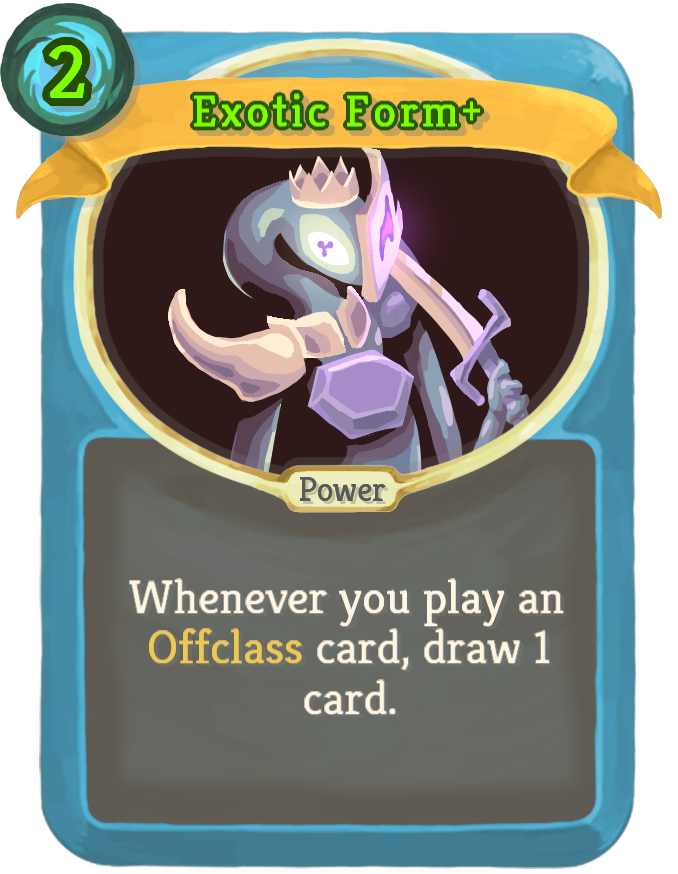 2
Exotic Form+
Power
Whenever you play an
Offclass card, draw 1
card.